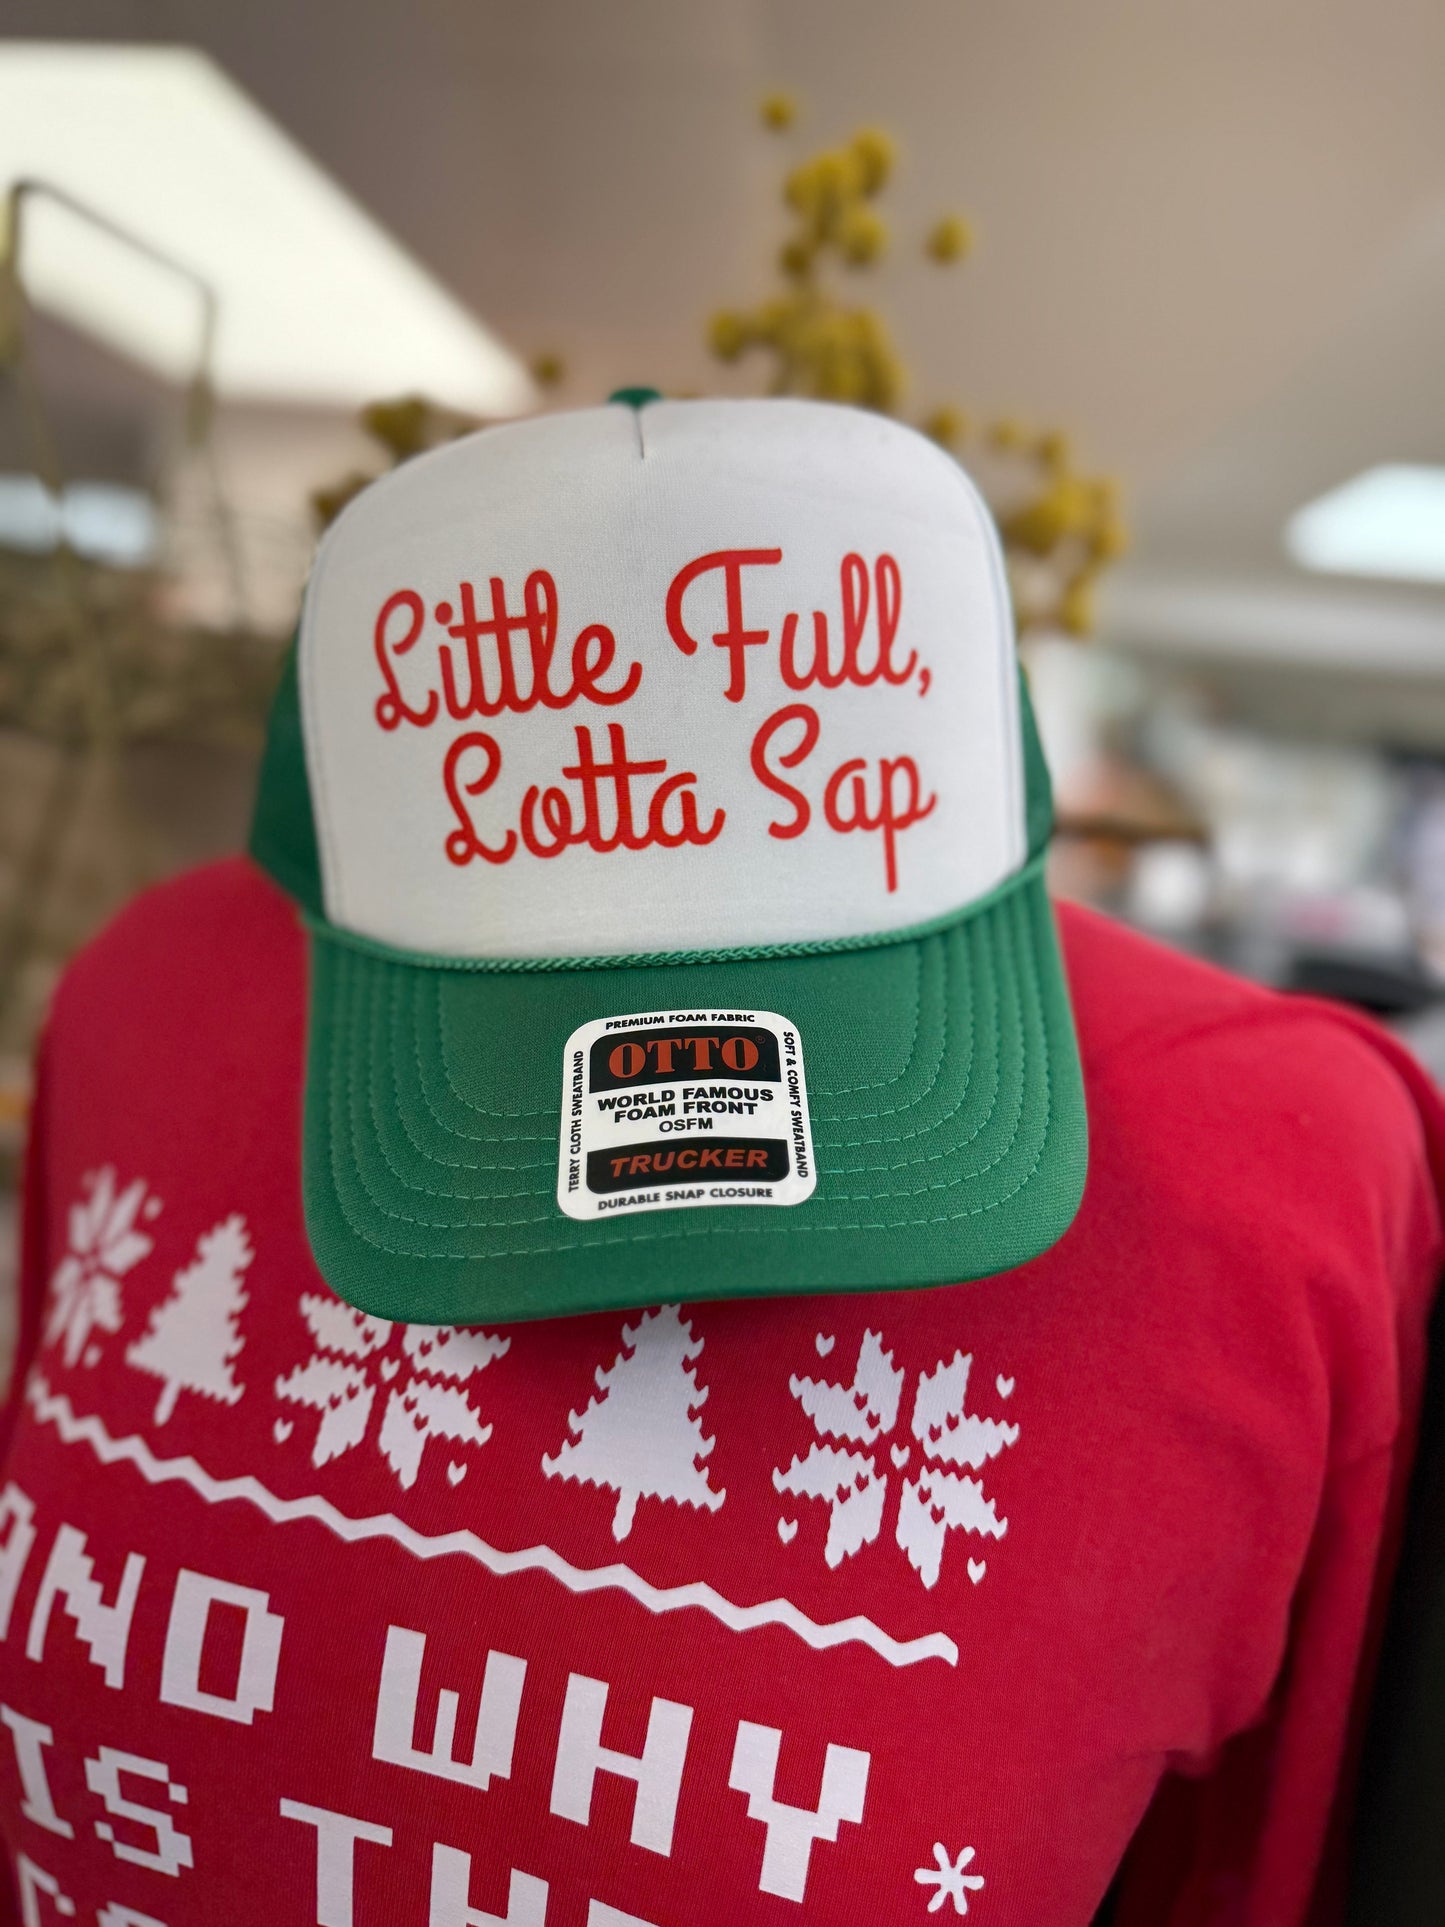 Little Full,
Lotta Sap
PREMIUM FOAM FABRIC
OTTO®
WORLD FAMOUS
FOAM FRONT
OSFM
TRUCKER
DURABLE SNAP CLOSURE
TERRY CLOTH SWEATBAND
SOFT & COMFY SWEATBAND
AND WHY
IS THE